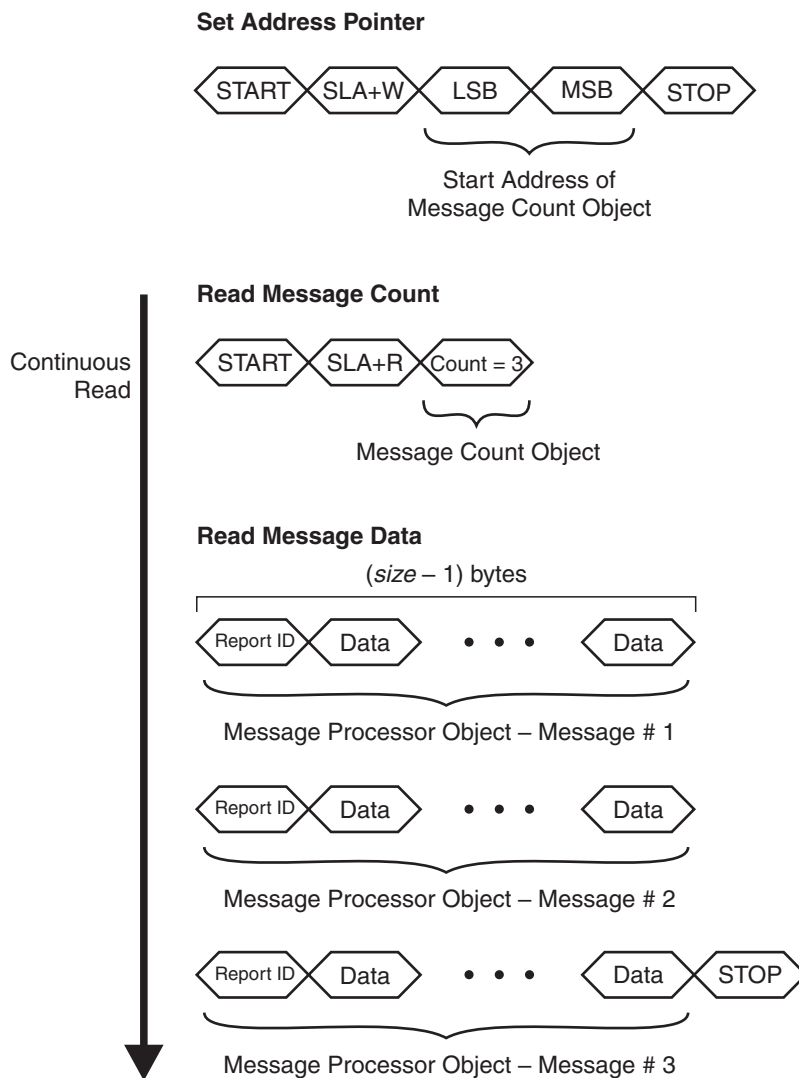 Set Address Pointer
START SLA+W LSB MSB STOP
Start Address of
Message Count Object
Read Message Count
Continuous
Read
START SLA+R Count = 3
Message Count Object
Read Message Data
(size – 1) bytes
Report ID Data • • • Data
Message Processor Object – Message # 1
Report ID Data • • • Data
Message Processor Object – Message # 2
Report ID Data • • • Data STOP
Message Processor Object – Message # 3